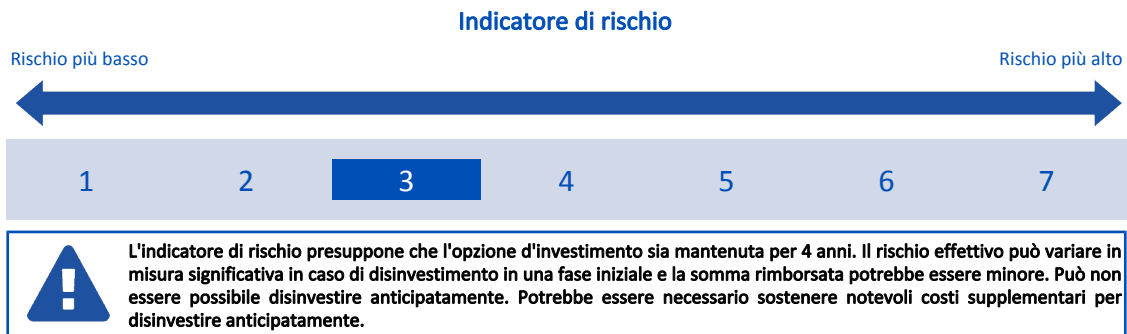 Indicatore di rischio
Rischio più basso
Rischio più alto
1 2 3 4 5 6 7
L'indicatore di rischio presuppone che l'opzione d'investimento sia mantenuta per 4 anni. Il rischio effettivo può variare in
misura significativa in caso di disinvestimento in una fase iniziale e la somma rimborsata potrebbe essere minore. Può non
essere possibile disinvestire anticipatamente. Potrebbe essere necessario sostenere notevoli costi supplementari per
disinvestire anticipatamente.